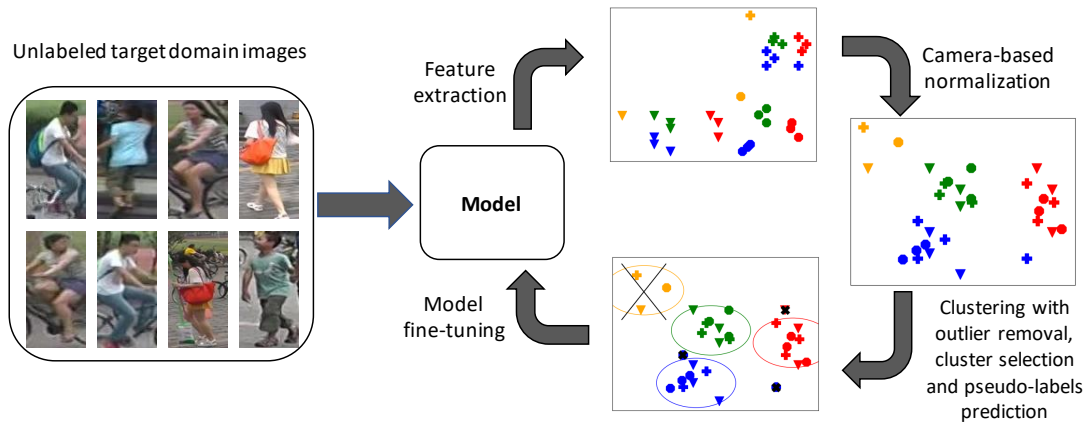 Unlabeled target domain images
Feature
extraction
Camera-based
normalization
Model
Model
fine-tuning
Clustering with
outlier removal,
cluster selection
and pseudo-labels
prediction